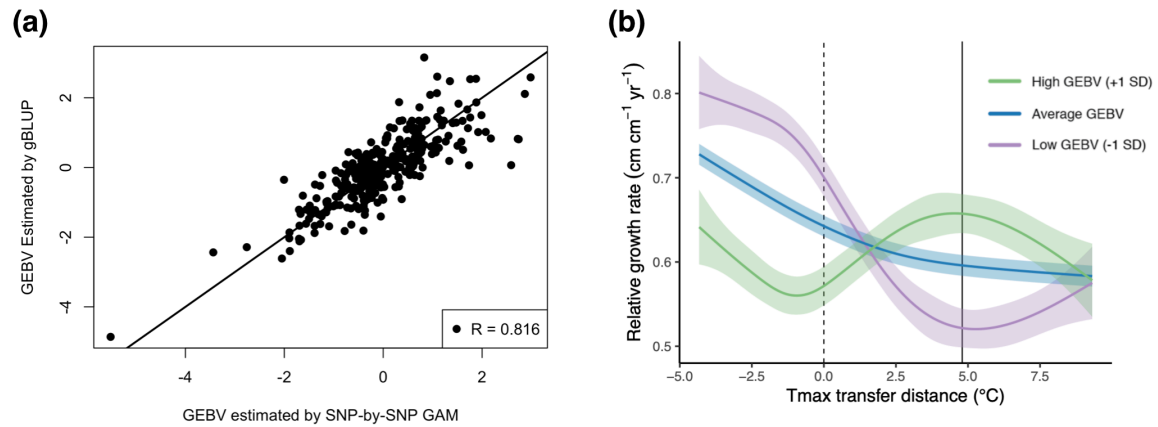 (a)
GEBV Estimated by gBLUP
2
0
-2
-4
R = 0.816
-4 -2 0 2
GEBV estimated by SNP-by-SNP GAM
(b)
Relative growth rate (cm cm⁻¹ yr⁻¹)
0.8
0.7
0.6
0.5
High GEBV (+1 SD)
Average GEBV
Low GEBV (-1 SD)
−5.0 −2.5 0.0 2.5 5.0 7.5
Tmax transfer distance (°C)